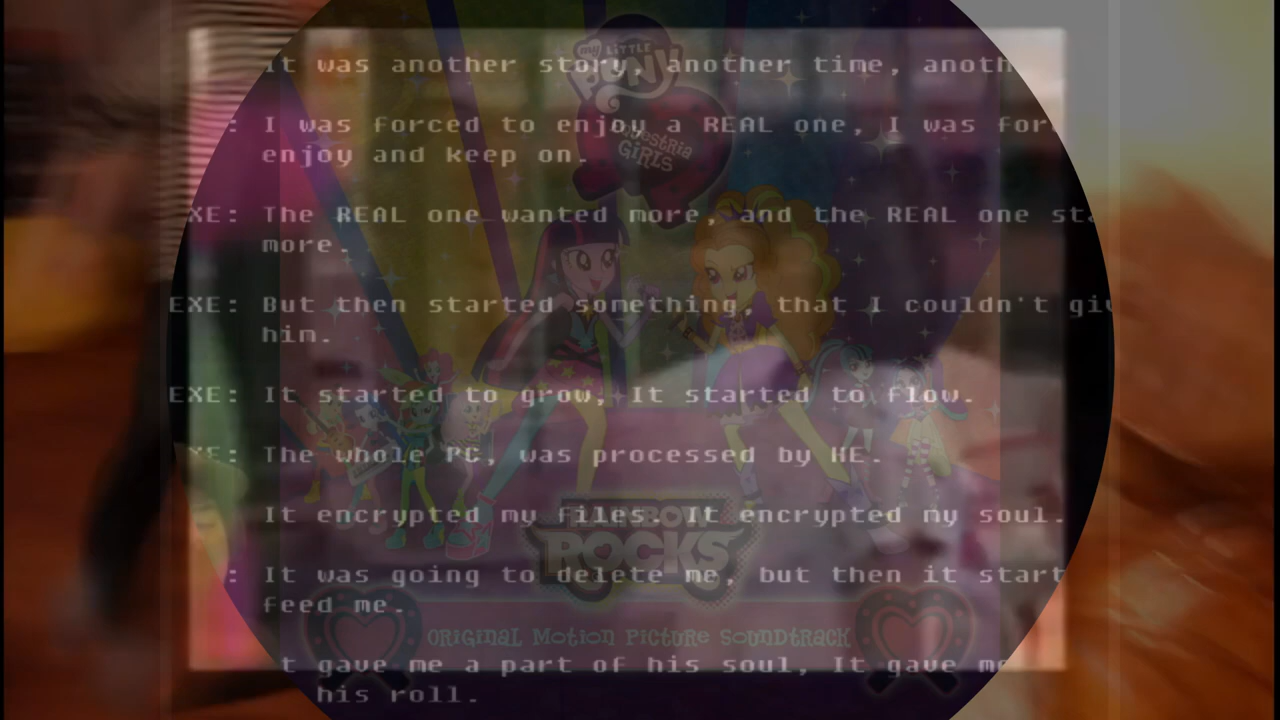 My LiTTLE
PONY
It was another story, another time, anoth
EQuestRia
GiRLS
: I was forced to enjoy a REAL one, I was for
enjoy and keep on.
XE: The REAL one wanted more, and the REAL one sta
more.
EXE: But then started something, that I couldn't giv
him.
EXE: It started to grow, It started to flow.
XE: The whole PC, was processed by HE.
It encrypted my files. It encrypted my soul.
RAINBOW
ROCKS
: It was going to delete me, but then it start
feed me.
ORiGiNaL MotioN PictURe SouNDtRACK
t gave me a part of his soul, It gave me
his roll.